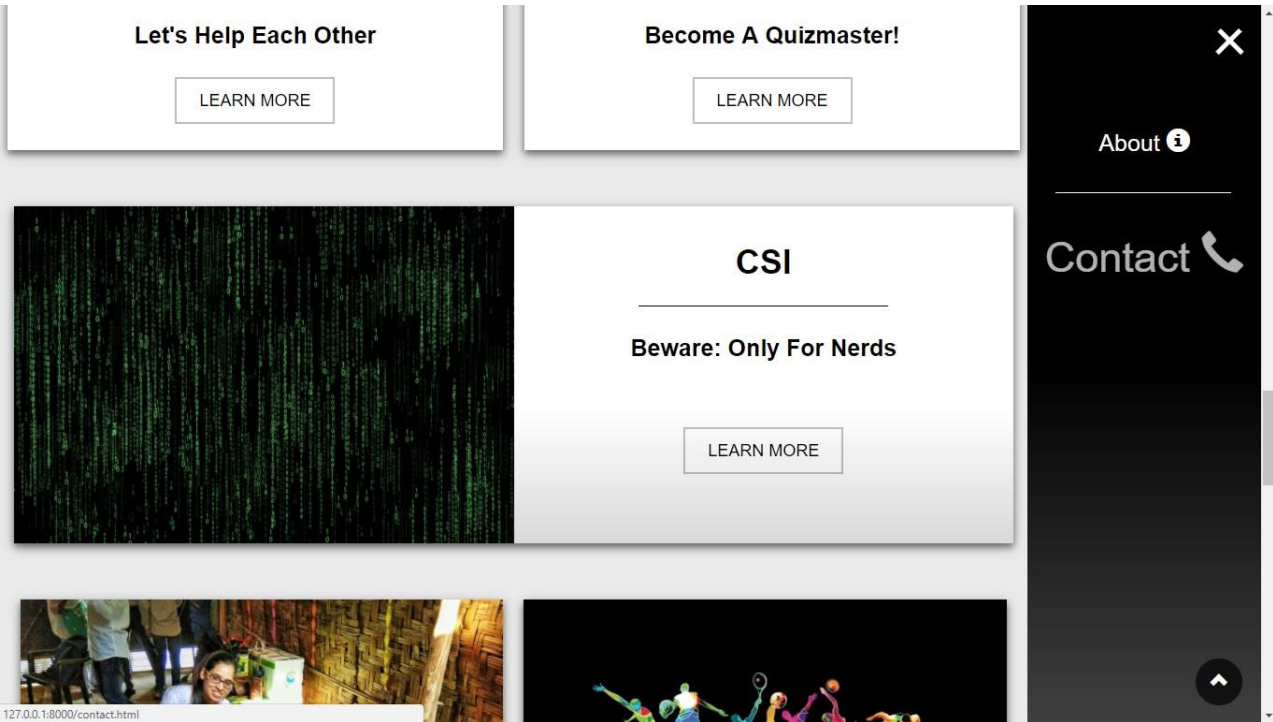 Let's Help Each Other
LEARN MORE
Become A Quizmaster!
LEARN MORE
About
Contact
CSI
Beware: Only For Nerds
LEARN MORE
127.0.0.1:8000/contact.html